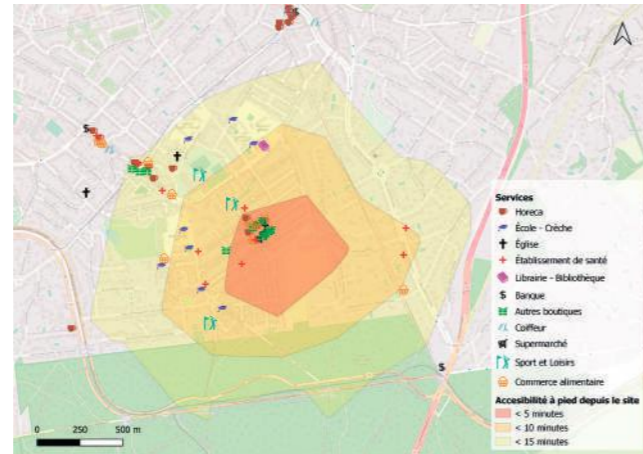 Services
Horeca
École - Crèche
Église
Établissement de santé
Librairie - Bibliothèque
$ Banque
Autres boutiques
Coiffeur
Supermarché
Sport et Loisirs
Commerce alimentaire
Accesibilité à pied depuis le site
< 5 minutes
< 10 minutes
< 15 minutes
0 250 500 m